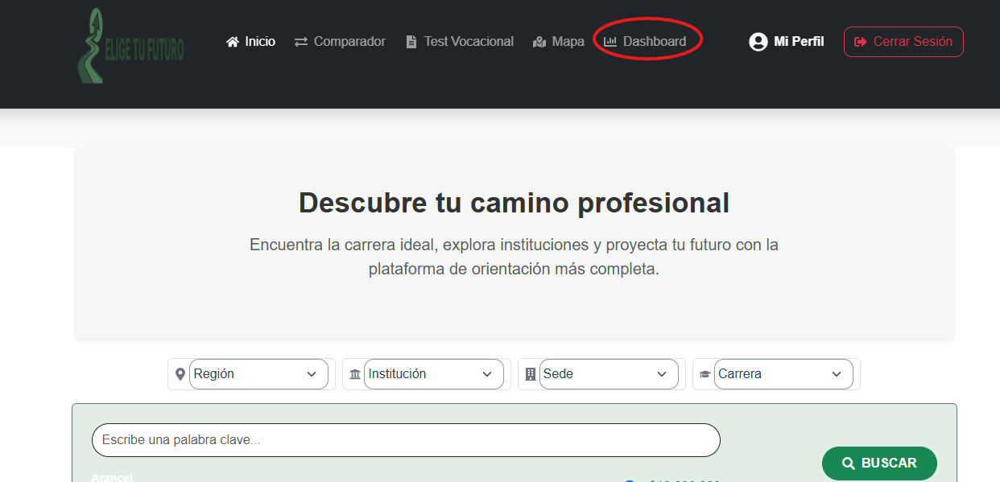 ELIGE TU FUTURO
Inicio
Comparador
Test Vocacional
Mapa
Dashboard
Mi Perfil
Cerrar Sesión
Descubre tu camino profesional
Encuentra la carrera ideal, explora instituciones y proyecta tu futuro con la
plataforma de orientación más completa.
Región
Institución
Sede
Carrera
Escribe una palabra clave...
BUSCAR
Arancel